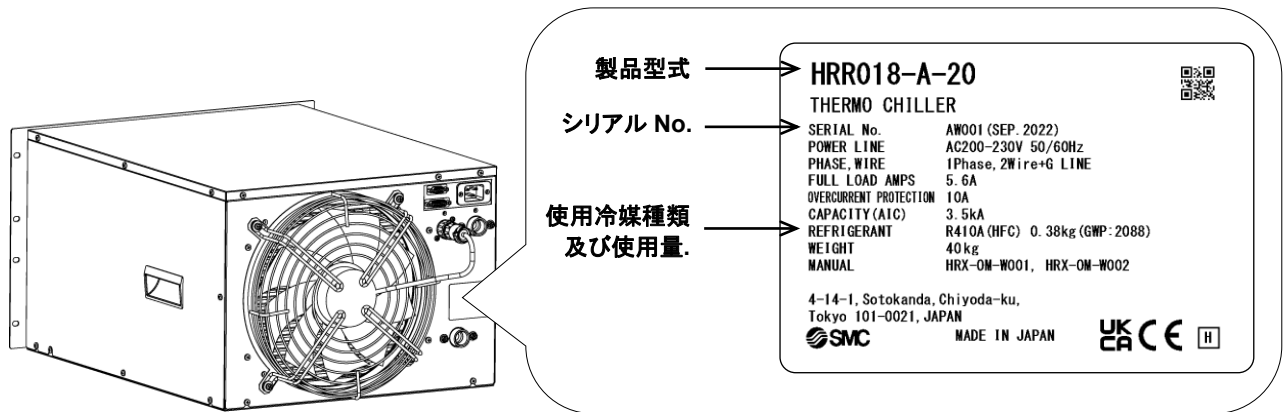 製品型式
シリアル No.
使用冷媒種類
及び使用量.
HRR018-A-20
THERMO CHILLER
SERIAL No. AW001(SEP.2022)
POWER LINE AC200-230V 50/60Hz
PHASE,WIRE 1Phase,2Wire+G LINE
FULL LOAD AMPS 5.6A
OVERCURRENT PROTECTION 10A
CAPACITY(AIC) 3.5kA
REFRIGERANT R410A(HFC) 0.38kg(GWP:2088)
WEIGHT 40kg
MANUAL HRX-OM-W001, HRX-OM-W002
4-14-1,Sotokanda,Chiyoda-ku,
Tokyo 101-0021,JAPAN
SMC MADE IN JAPAN UK CA CE H